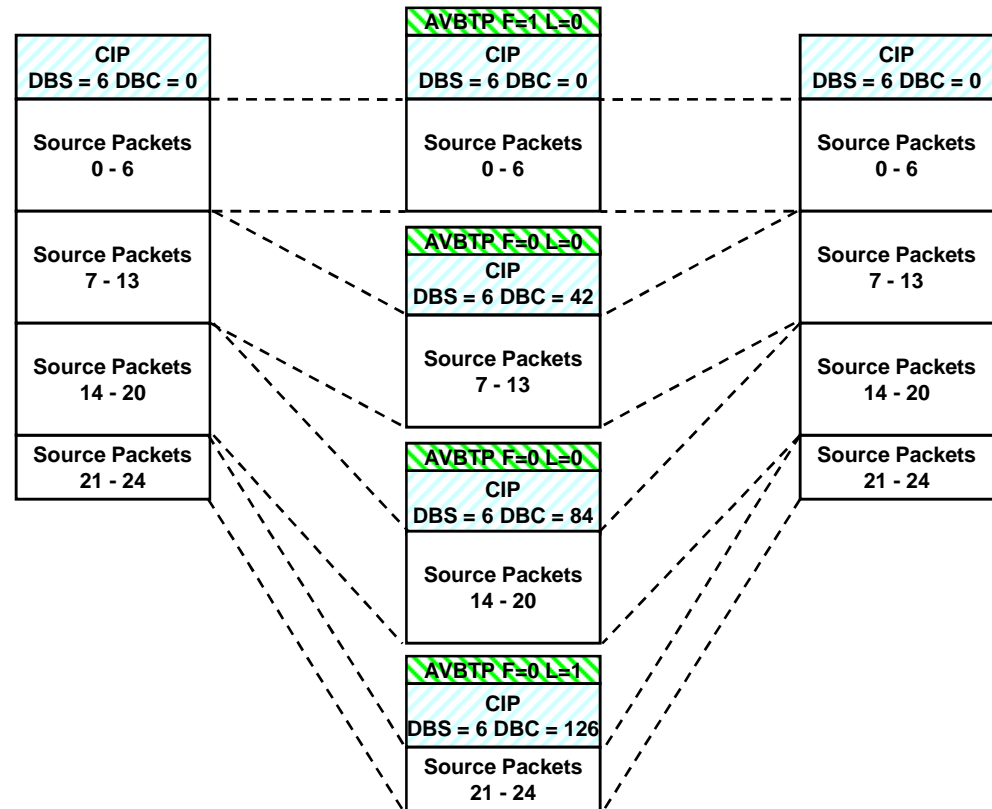 CIP
DBS = 6 DBC = 0
Source Packets
0 - 6
Source Packets
7 - 13
Source Packets
14 - 20
Source Packets
21 - 24
AVBTP F=1 L=0
CIP
DBS = 6 DBC = 0
Source Packets
0 - 6
AVBTP F=0 L=0
CIP
DBS = 6 DBC = 42
Source Packets
7 - 13
AVBTP F=0 L=0
CIP
DBS = 6 DBC = 84
Source Packets
14 - 20
AVBTP F=0 L=1
CIP
DBS = 6 DBC = 126
Source Packets
21 - 24
CIP
DBS = 6 DBC = 0
Source Packets
0 - 6
Source Packets
7 - 13
Source Packets
14 - 20
Source Packets
21 - 24